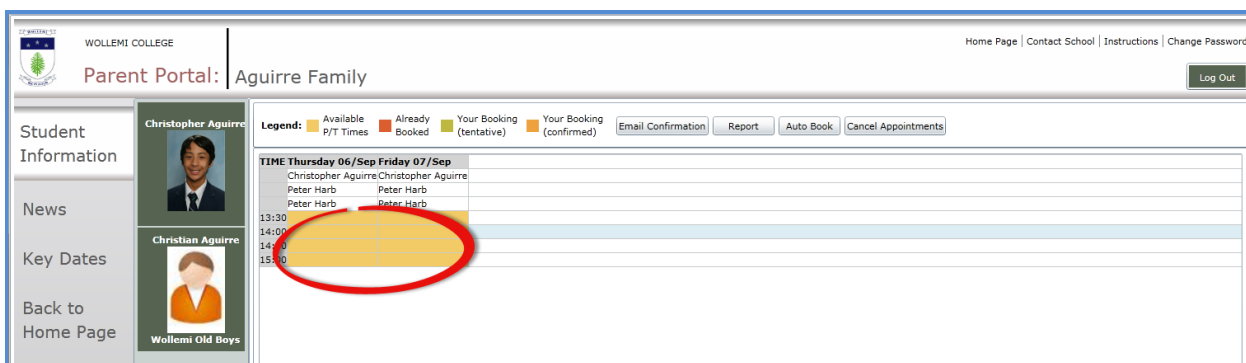 WOLLEMI COLLEGE
Home Page | Contact School | Instructions | Change Password
Parent Portal: Aguirre Family
Log Out
Student Information
News
Key Dates
Back to Home Page
Christopher Aguirre
Christian Aguirre
Wollemi Old Boys
Legend: Available P/T Times Already Booked Your Booking (tentative) Your Booking (confirmed) Email Confirmation Report Auto Book Cancel Appointments
TIME Thursday 06/Sep Friday 07/Sep
Christopher Aguirre Christopher Aguirre
Peter Harb Peter Harb
Peter Harb Peter Harb
13:30
14:00
15:00